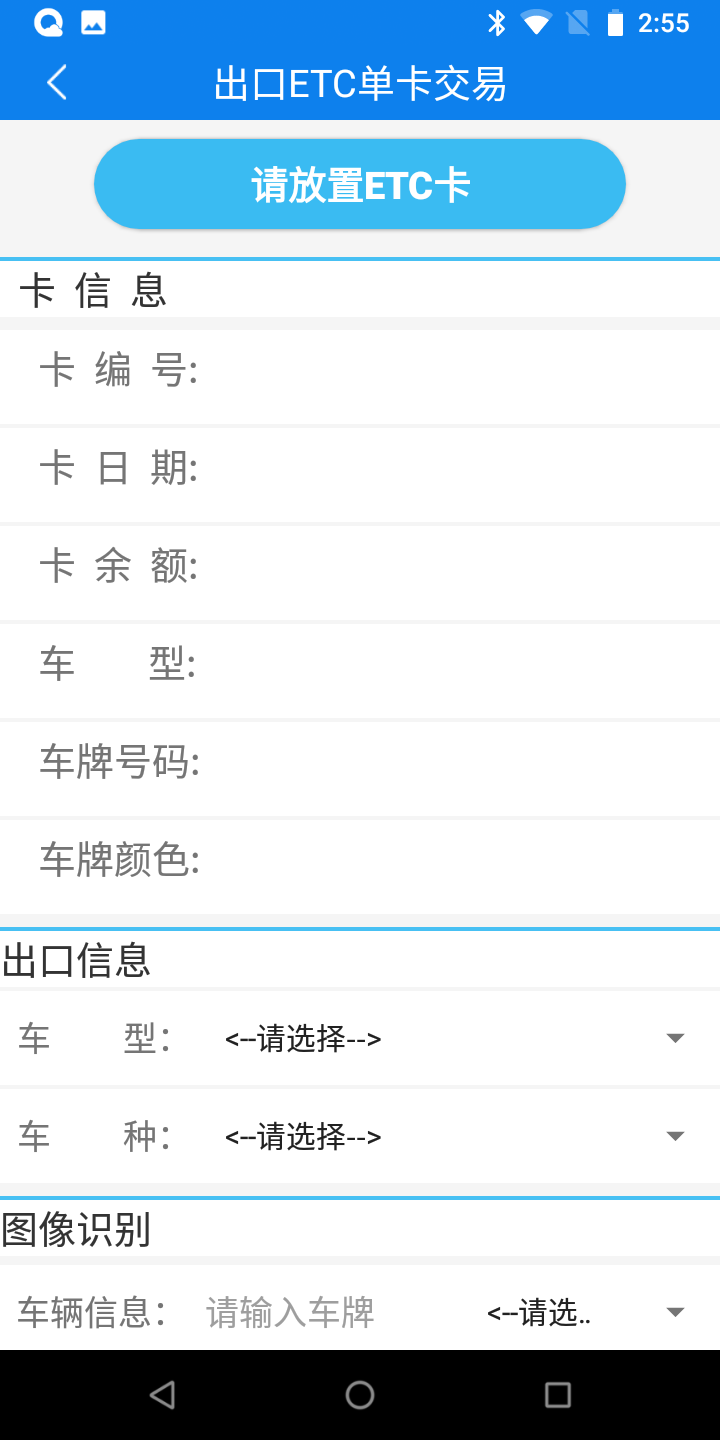 2:55
出口ETC单卡交易
请放置ETC卡
卡 信 息
卡 编 号:
卡 日 期:
卡 余 额:
车 型:
车牌号码:
车牌颜色:
出口信息
车 型： <--请选择-->
车 种： <--请选择-->
图像识别
车辆信息： 请输入车牌 <--请选..